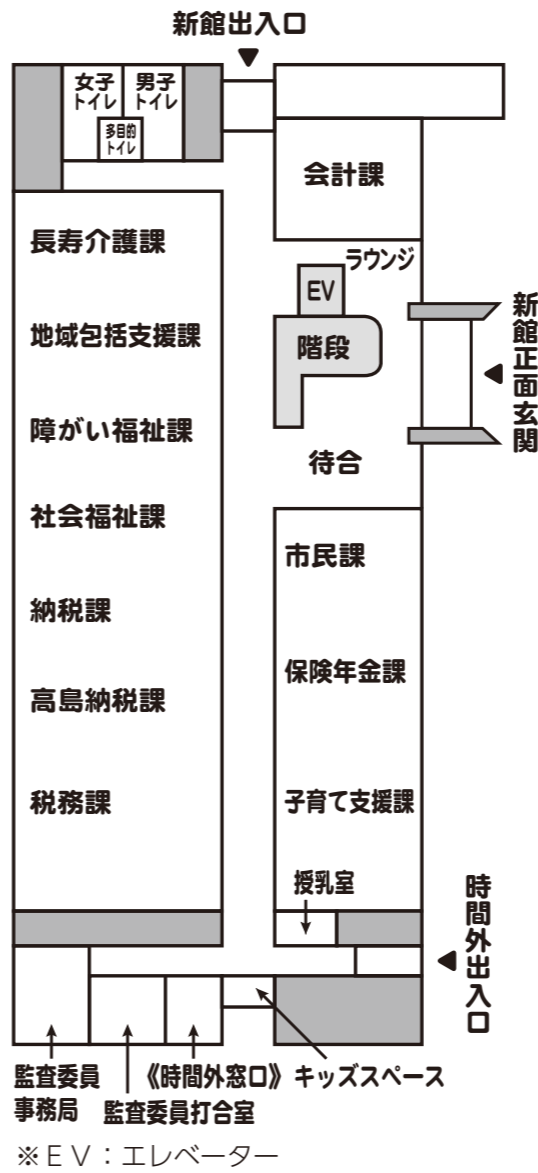 新館出入口
女子
トイレ
男子
トイレ
多目的
トイレ
会計課
長寿介護課
ラウンジ
EV
地域包括支援課
階段
新館正面玄関
障がい福祉課
待合
社会福祉課
市民課
納税課
保険年金課
高島納税課
税務課
子育て支援課
授乳室
時間外出入口
監査委員
事務局
監査委員打合室
《時間外窓口》
キッズスペース
※ＥＶ：エレベーター